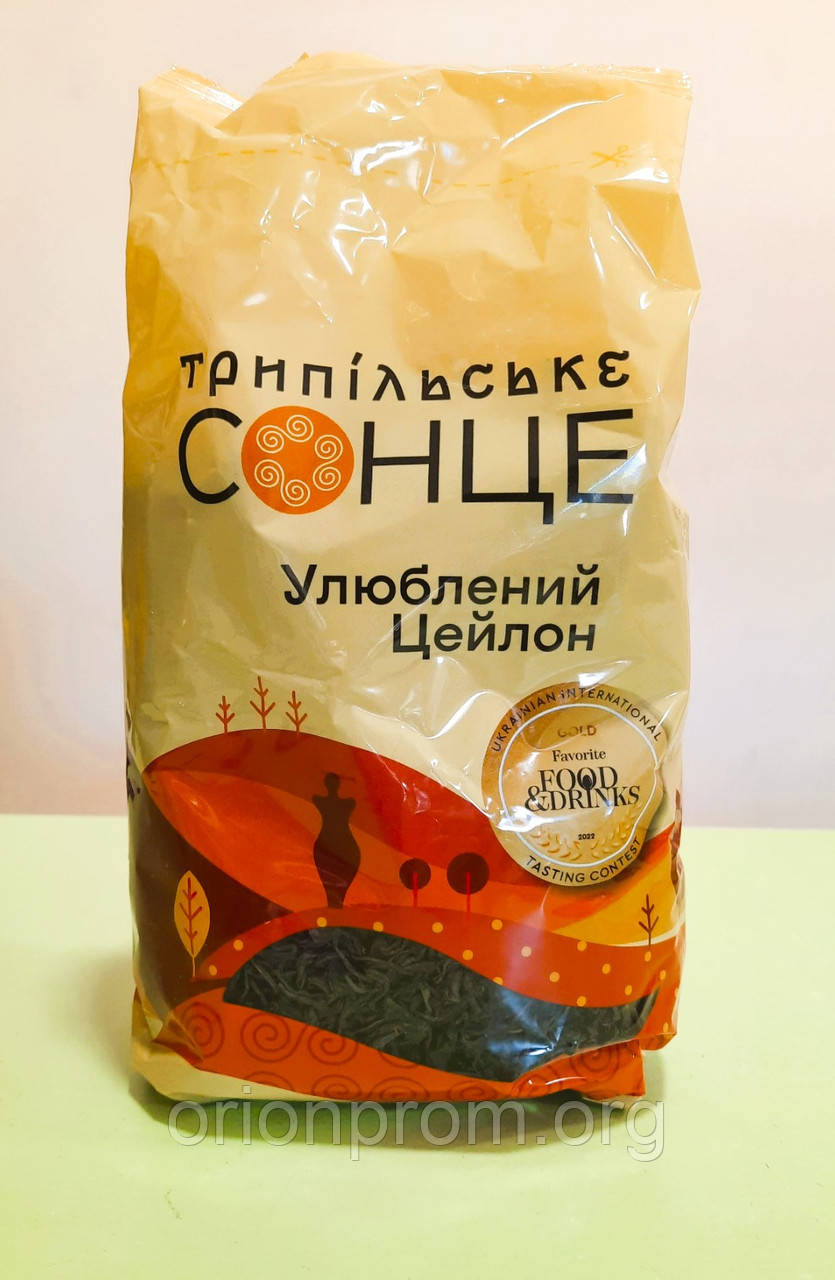 трипільське
СОНЦЕ
Улюблений
Цейлон
UKRAINIAN INTERNATIONAL
GOLD
Favorite
FOOD
&DRINKS
2022
TASTING CONTEST
orionprom.org